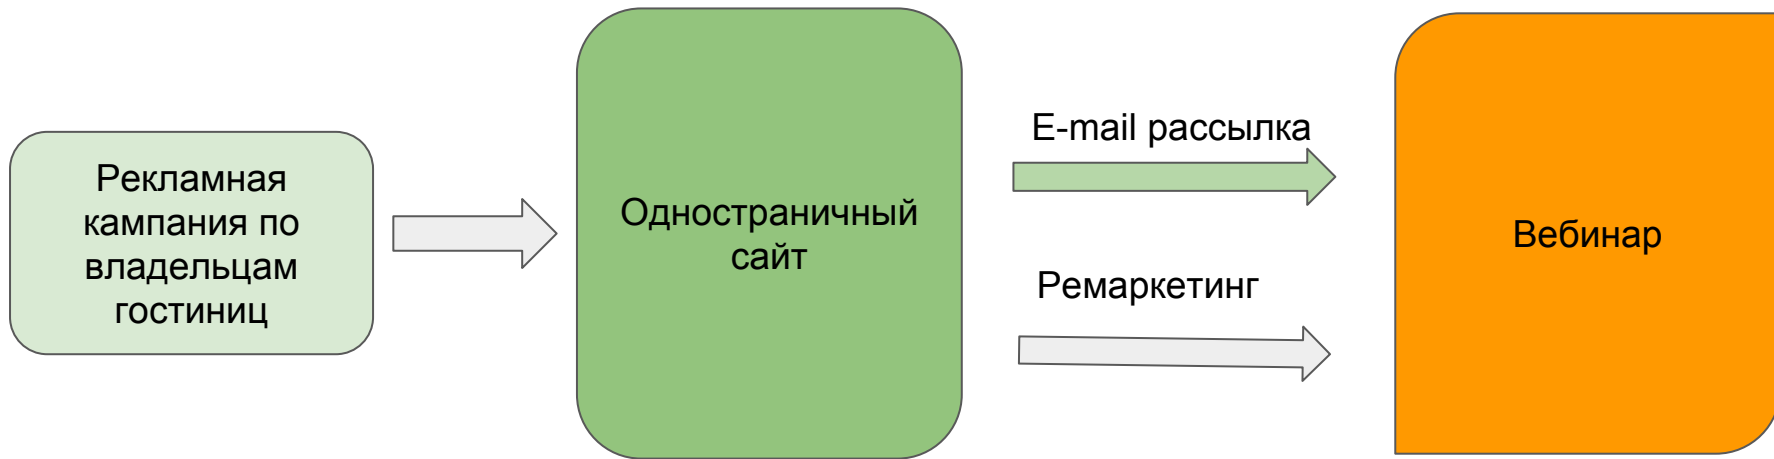 Рекламная
кампания по
владельцам
гостиниц
Одностраничный
сайт
E-mail рассылка
Ремаркетинг
Вебинар